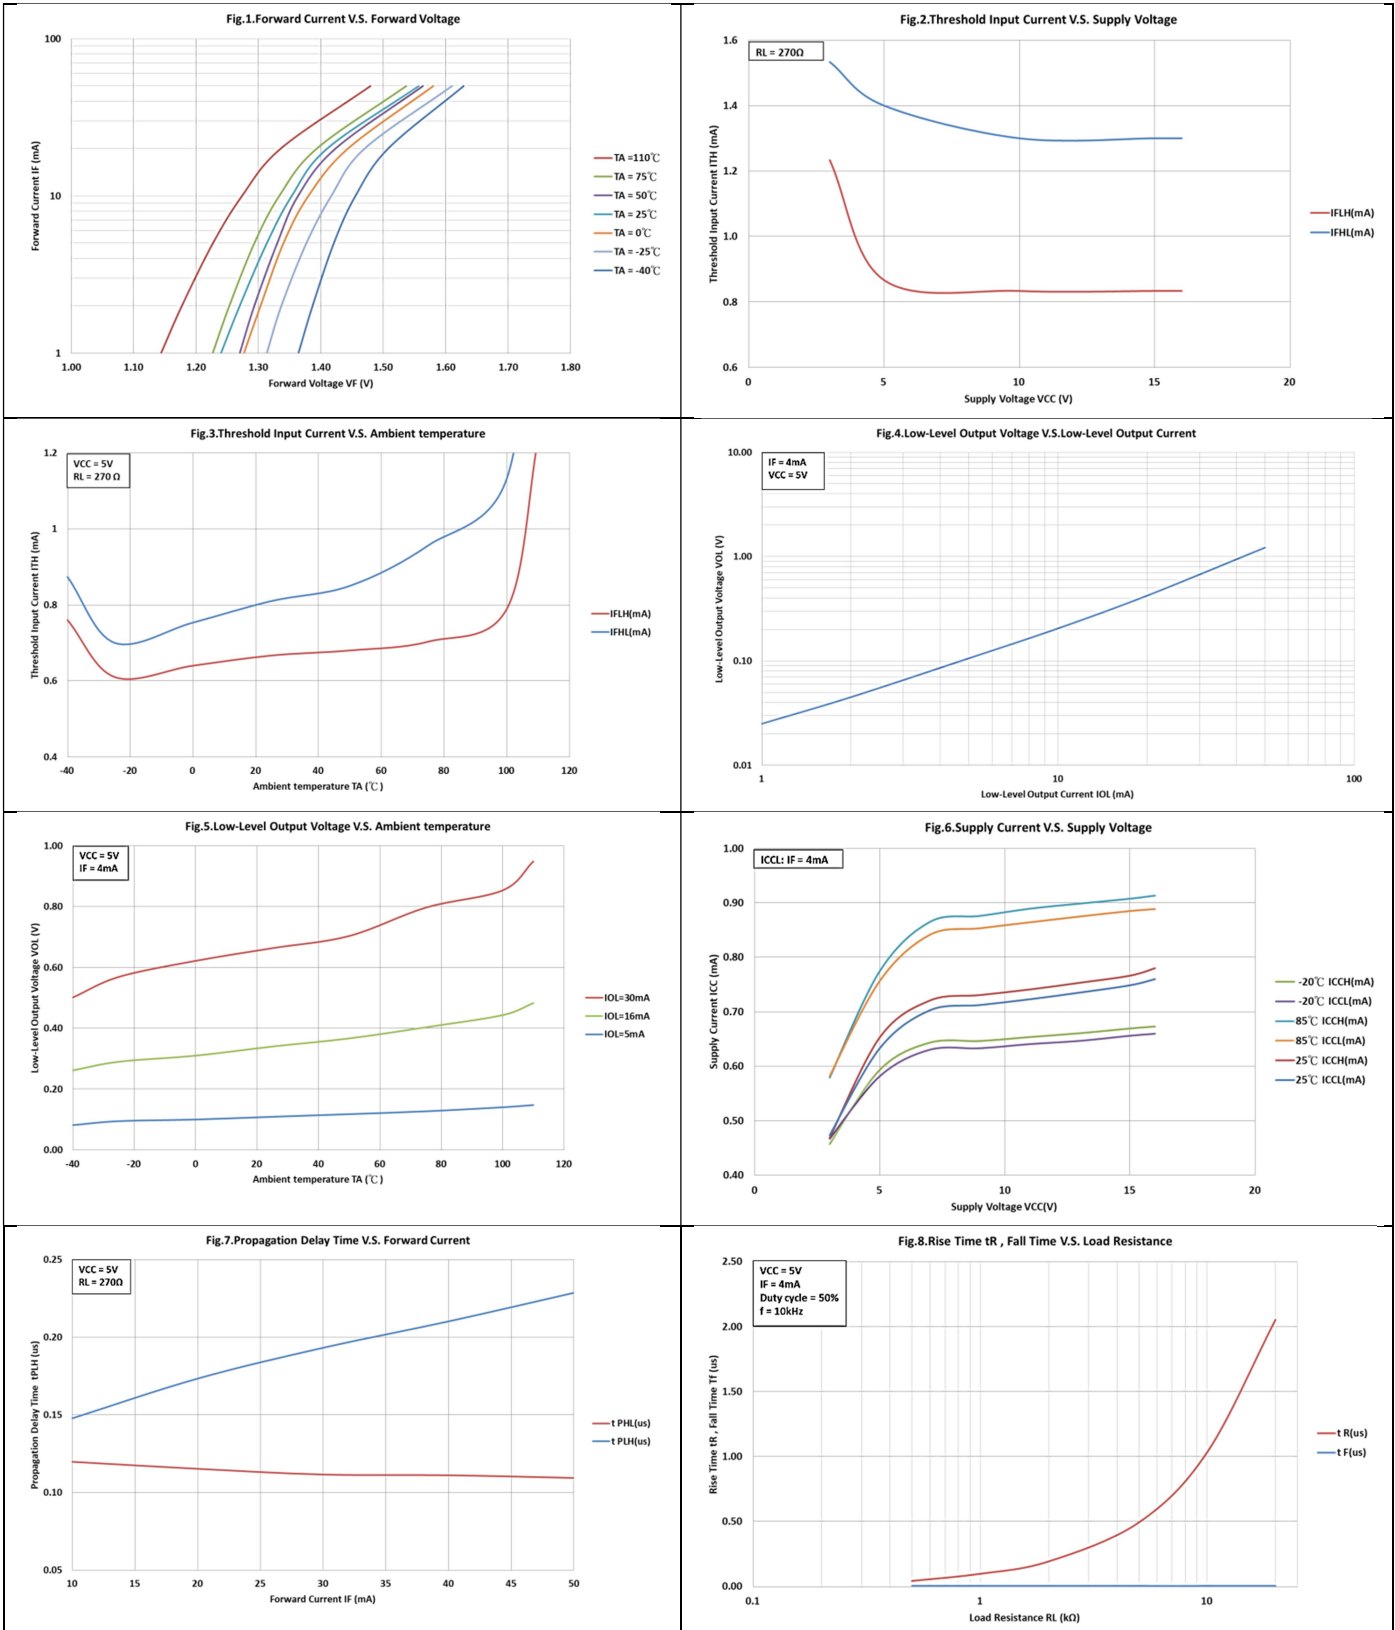 Fig.1.Forward Current V.S. Forward Voltage
100
10
1
Forward Current IF (mA)
1.00 1.10 1.20 1.30 1.40 1.50 1.60 1.70 1.80
Forward Voltage VF (V)
TA =110℃
TA = 75℃
TA = 50℃
TA = 25℃
TA = 0℃
TA = -25℃
TA = -40℃
Fig.2.Threshold Input Current V.S. Supply Voltage
RL = 270Ω
1.6
1.4
1.2
1.0
0.8
0.6
Threshold Input Current ITH (mA)
0 5 10 15 20
Supply Voltage VCC (V)
IFLH(mA)
IFHL(mA)
Fig.3.Threshold Input Current V.S. Ambient temperature
VCC = 5V
RL = 270 Ω
1.2
1
0.8
0.6
0.4
Threshold Input Current ITH (mA)
-40 -20 0 20 40 60 80 100 120
Ambient temperature TA (℃)
IFLH(mA)
IFHL(mA)
Fig.4.Low-Level Output Voltage V.S.Low-Level Output Current
IF = 4mA
VCC = 5V
10.00
1.00
0.10
0.01
Low-Level Output Voltage VOL (V)
1 10 100
Low-Level Output Current IOL (mA)
Fig.5.Low-Level Output Voltage V.S. Ambient temperature
VCC = 5V
IF = 4mA
1.00
0.80
0.60
0.40
0.20
0.00
Low-Level Output Voltage VOL (V)
-40 -20 0 20 40 60 80 100 120
Ambient temperature TA (℃)
IOL=30mA
IOL=16mA
IOL=5mA
Fig.6.Supply Current V.S. Supply Voltage
ICCL: IF = 4mA
1.00
0.90
0.80
0.70
0.60
0.50
0.40
Supply Current ICC (mA)
0 5 10 15 20
Supply Voltage VCC(V)
-20℃ ICCH(mA)
-20℃ ICCL(mA)
85℃ ICCH(mA)
85℃ ICCL(mA)
25℃ ICCH(mA)
25℃ ICCL(mA)
Fig.7.Propagation Delay Time V.S. Forward Current
VCC = 5V
RL = 270Ω
0.25
0.20
0.15
0.10
0.05
Propagation Delay Time tPLH (us)
10 15 20 25 30 35 40 45 50
Forward Current IF (mA)
t PHL(us)
t PLH(us)
Fig.8.Rise Time tR , Fall Time V.S. Load Resistance
VCC = 5V
IF = 4mA
Duty cycle = 50%
f = 10kHz
2.50
2.00
1.50
1.00
0.50
0.00
Rise Time tR , Fall Time Tf (us)
0.1 1 10
Load Resistance RL (kΩ)
t R(us)
t F(us)